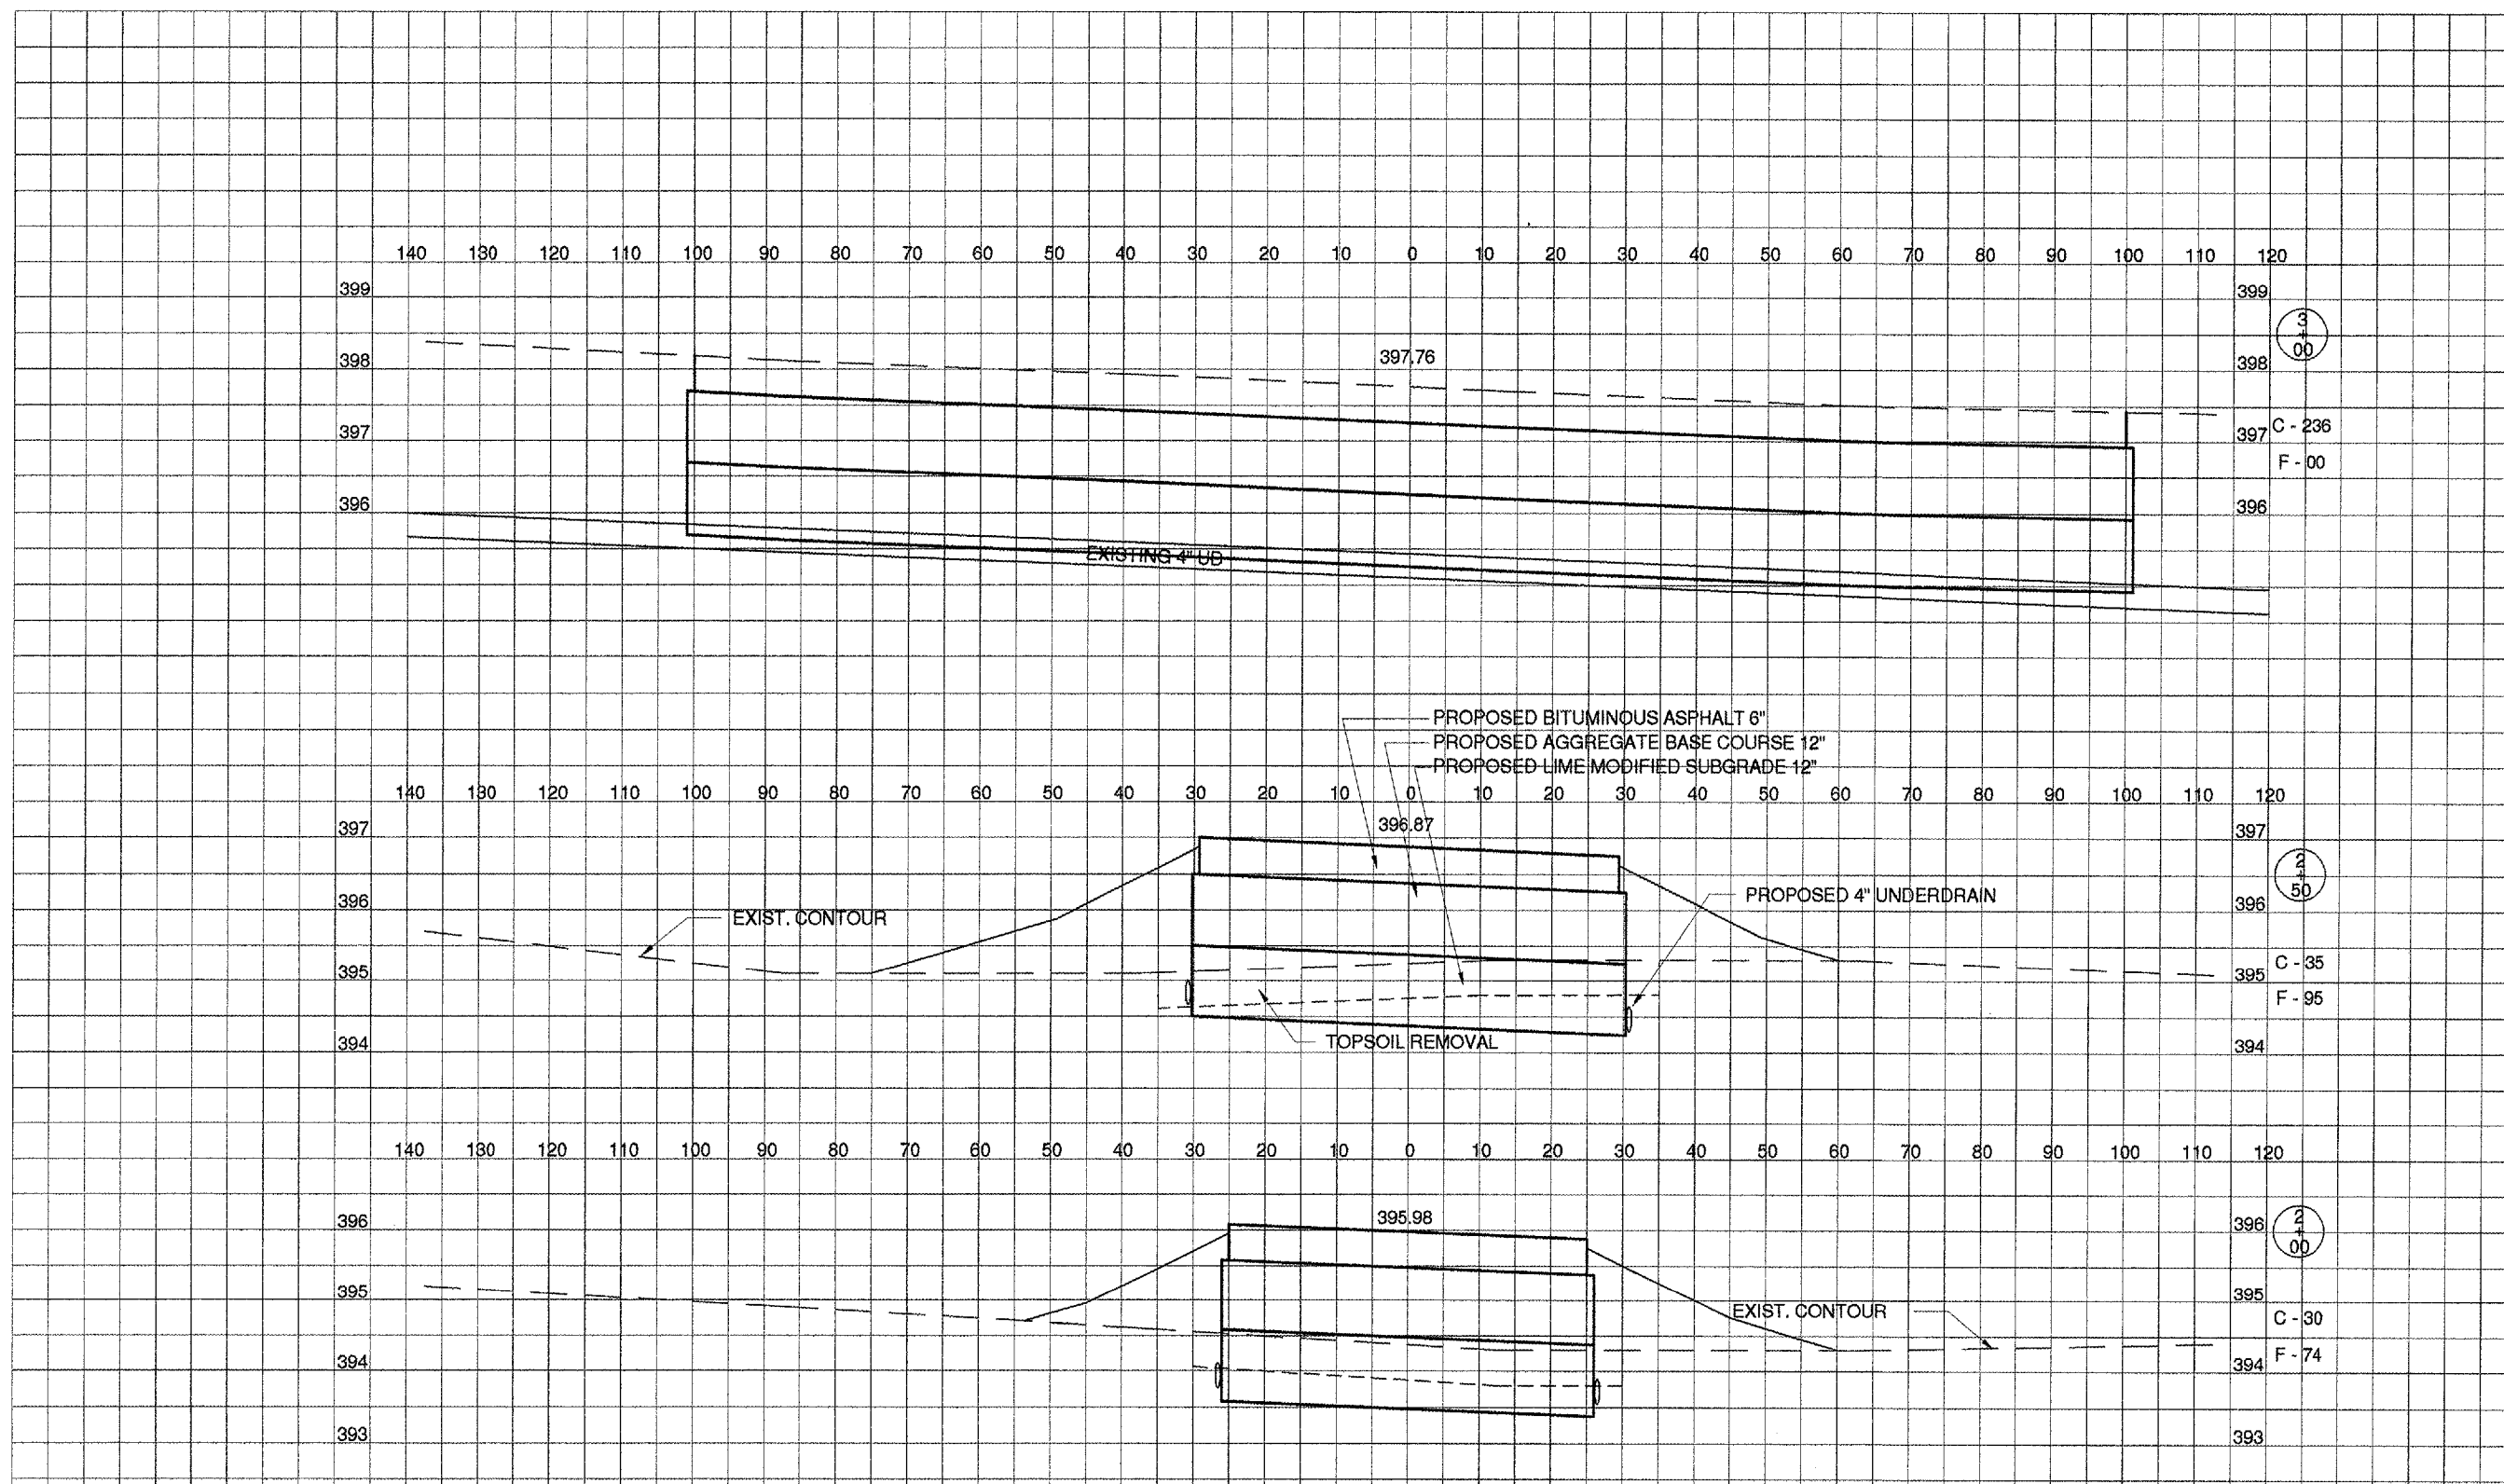 140 130 120 110 100 90 80 70 60 50 40 30 20 10 0 10 20 30 40 50 60 70 80 90 100 110 120
399 399
3
+
00
398 397.76 398
397 397 C - 236
F - 00
396 396
EXISTING 4" UD
PROPOSED BITUMINOUS ASPHALT 6"
PROPOSED AGGREGATE BASE COURSE 12"
PROPOSED LIME MODIFIED SUBGRADE 12"
140 130 120 110 100 90 80 70 60 50 40 30 20 10 0 10 20 30 40 50 60 70 80 90 100 110 120
397 396.87 397
2
+
50
396 396
PROPOSED 4" UNDERDRAIN
EXIST. CONTOUR
395 395 C - 35
F - 95
394 394
TOPSOIL REMOVAL
140 130 120 110 100 90 80 70 60 50 40 30 20 10 0 10 20 30 40 50 60 70 80 90 100 110 120
396 395.98 396
2
+
00
395 395
EXIST. CONTOUR
C - 30
394 394 F - 74
393 393